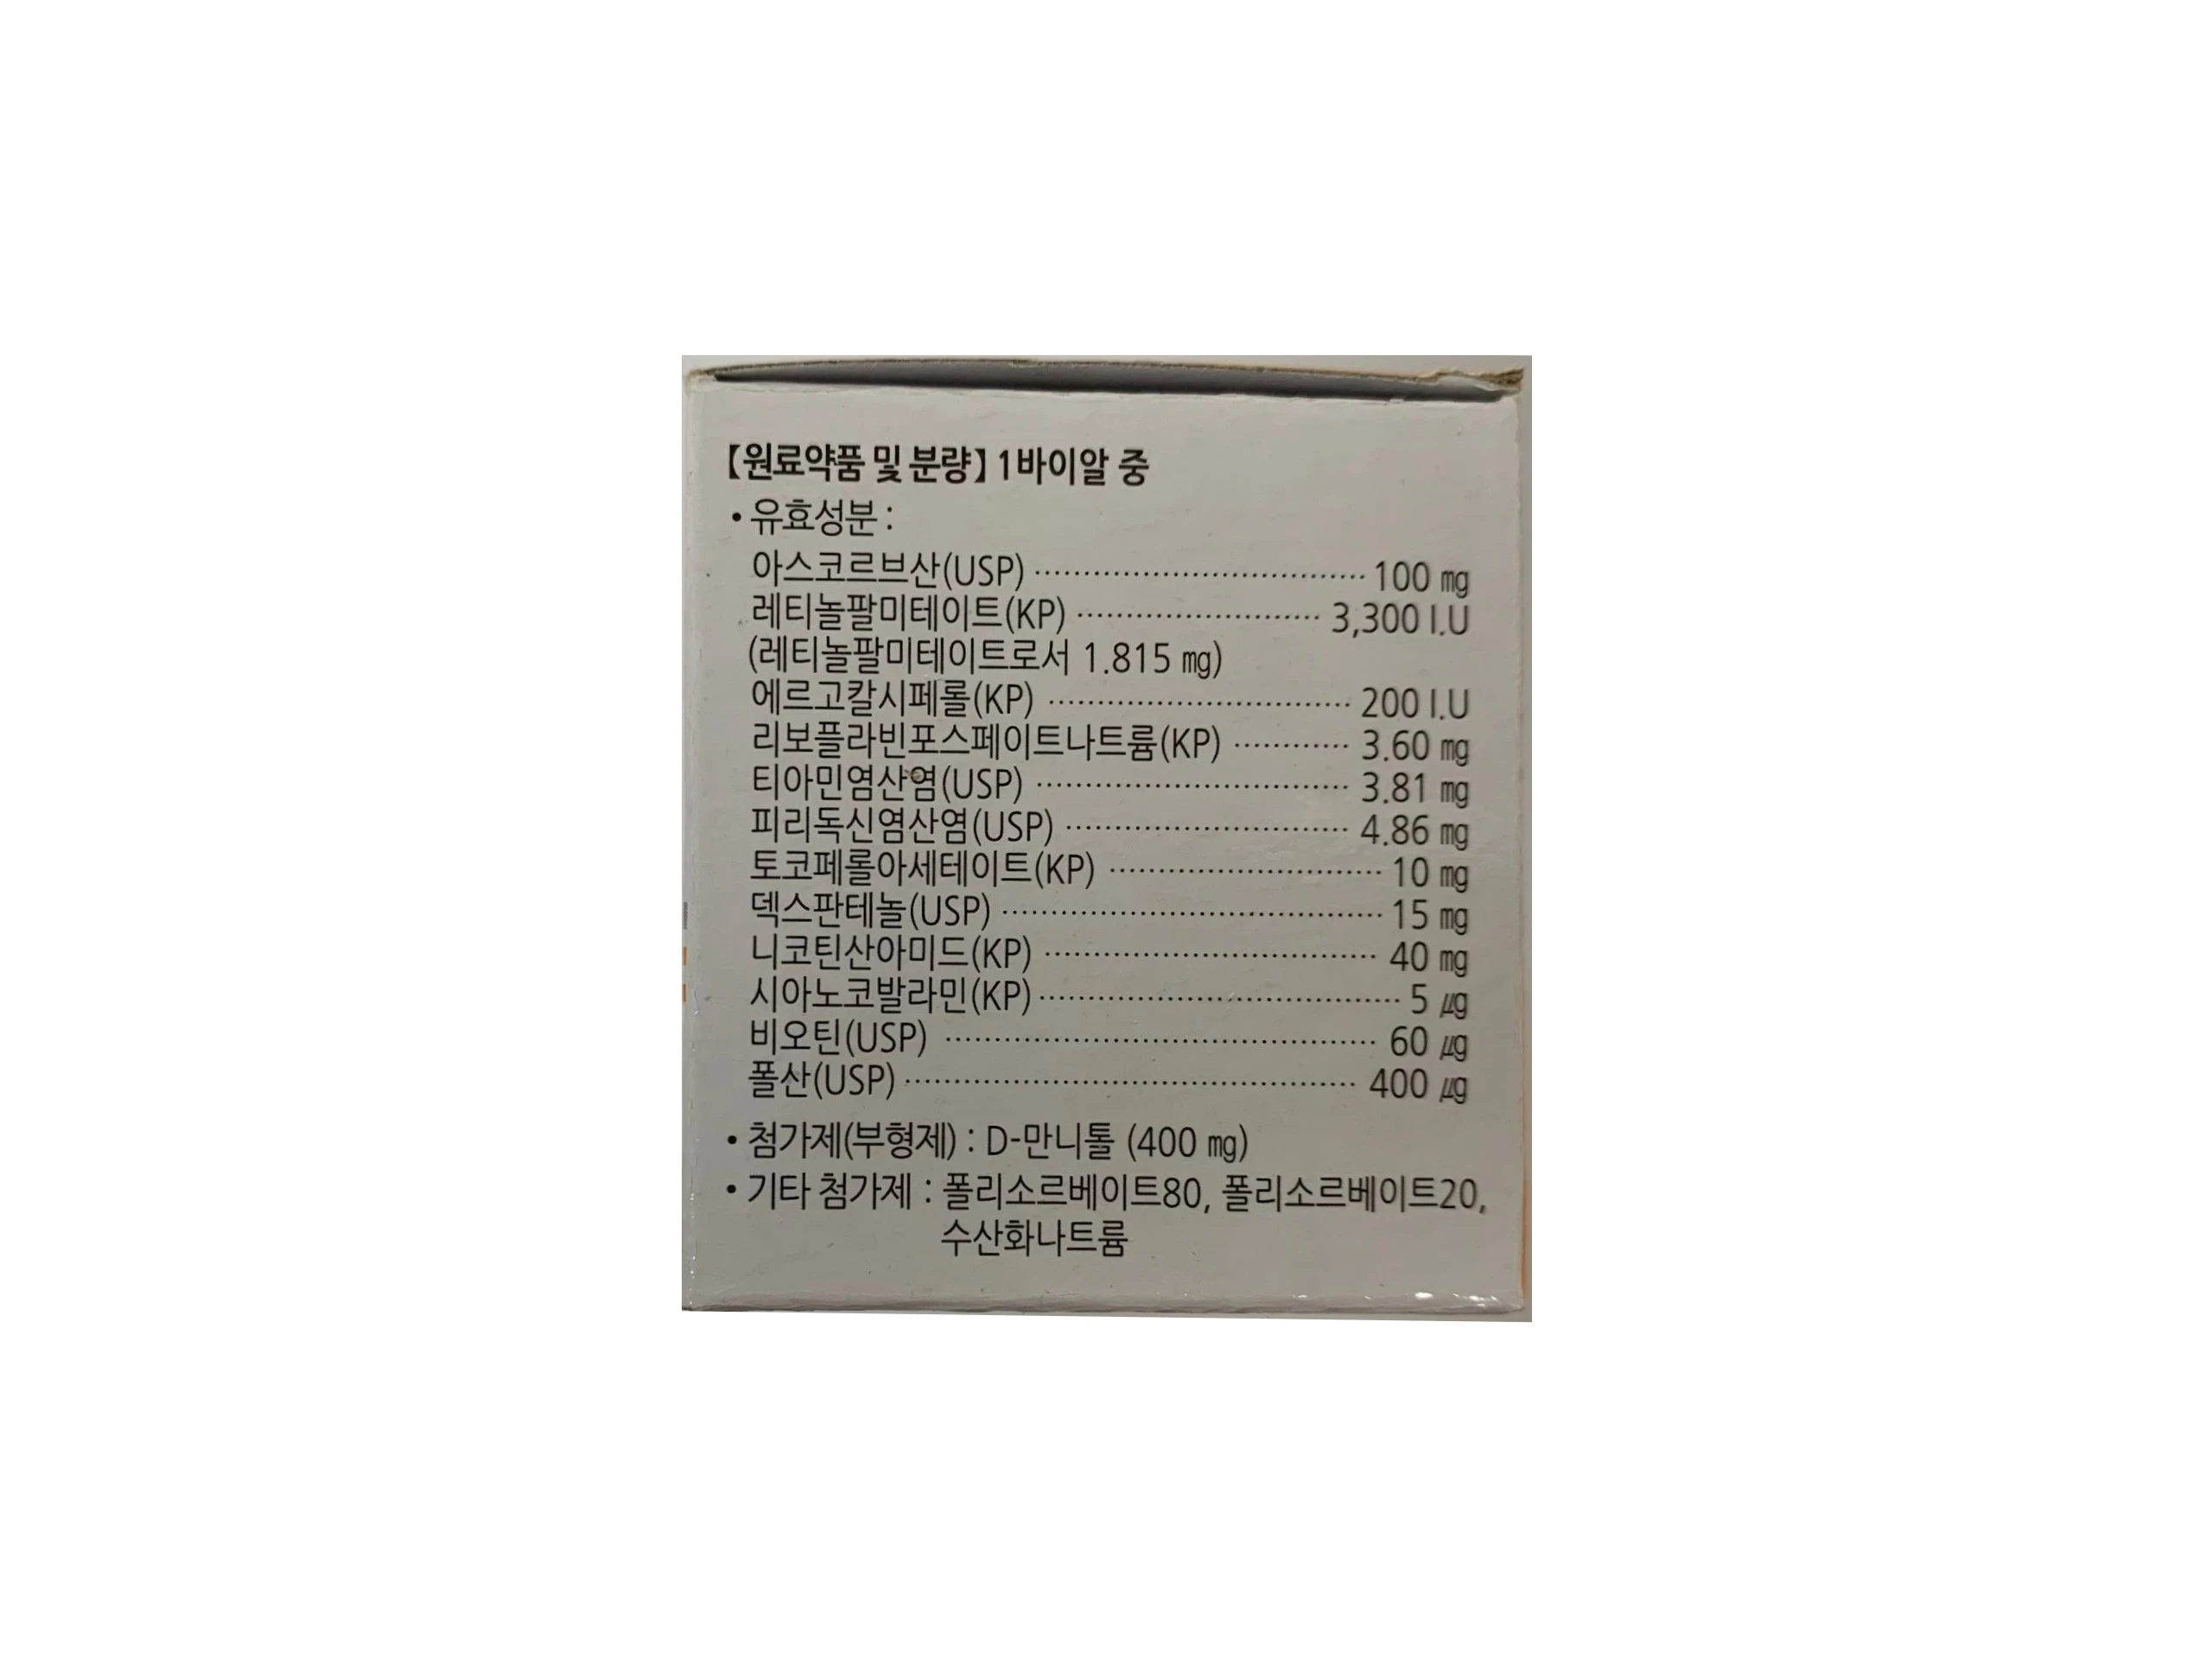 【원료약품 및 분량】 1바이알 중
• 유효성분 :
아스코르브산(USP) ···································· 100 ㎎
레티놀팔미테이트(KP) ·························· 3,300 I.U
(레티놀팔미테이트로서 1.815 ㎎)
에르고칼시페롤(KP) ································· 200 I.U
리보플라빈포스페이트나트륨(KP) ············ 3.60 ㎎
티아민염산염(USP) ·································· 3.81 ㎎
피리독신염산염(USP) ······························ 4.86 ㎎
토코페롤아세테이트(KP) ····························· 10 ㎎
덱스판테놀(USP) ········································· 15 ㎎
니코틴산아미드(KP) ···································· 40 ㎎
시아노코발라민(KP) ······································· 5 ㎍
비오틴(USP) ··············································· 60 ㎍
폴산(USP) ················································· 400 ㎍
• 첨가제(부형제) : D-만니톨 (400 ㎎)
• 기타 첨가제 : 폴리소르베이트80, 폴리소르베이트20,
수산화나트륨